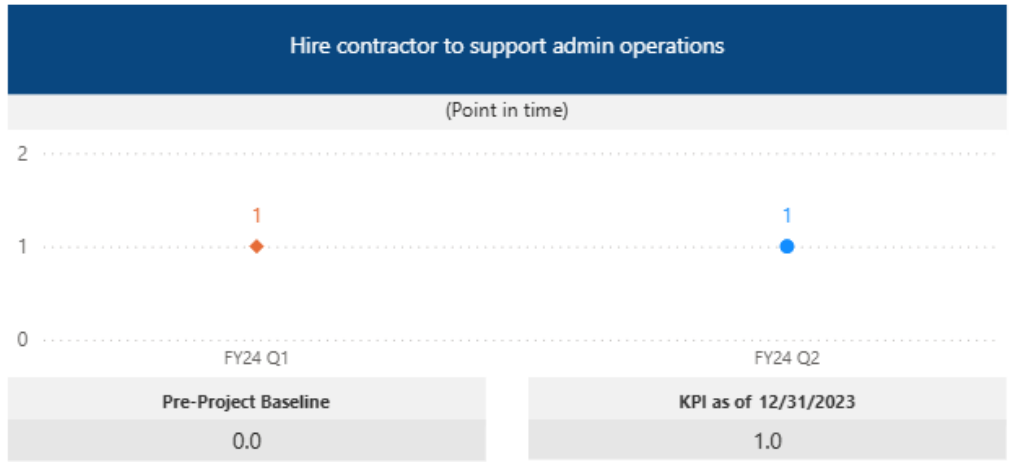 Hire contractor to support admin operations
(Point in time)
2
1 1
1
0
FY24 Q1 FY24 Q2
Pre-Project Baseline KPI as of 12/31/2023
0.0 1.0